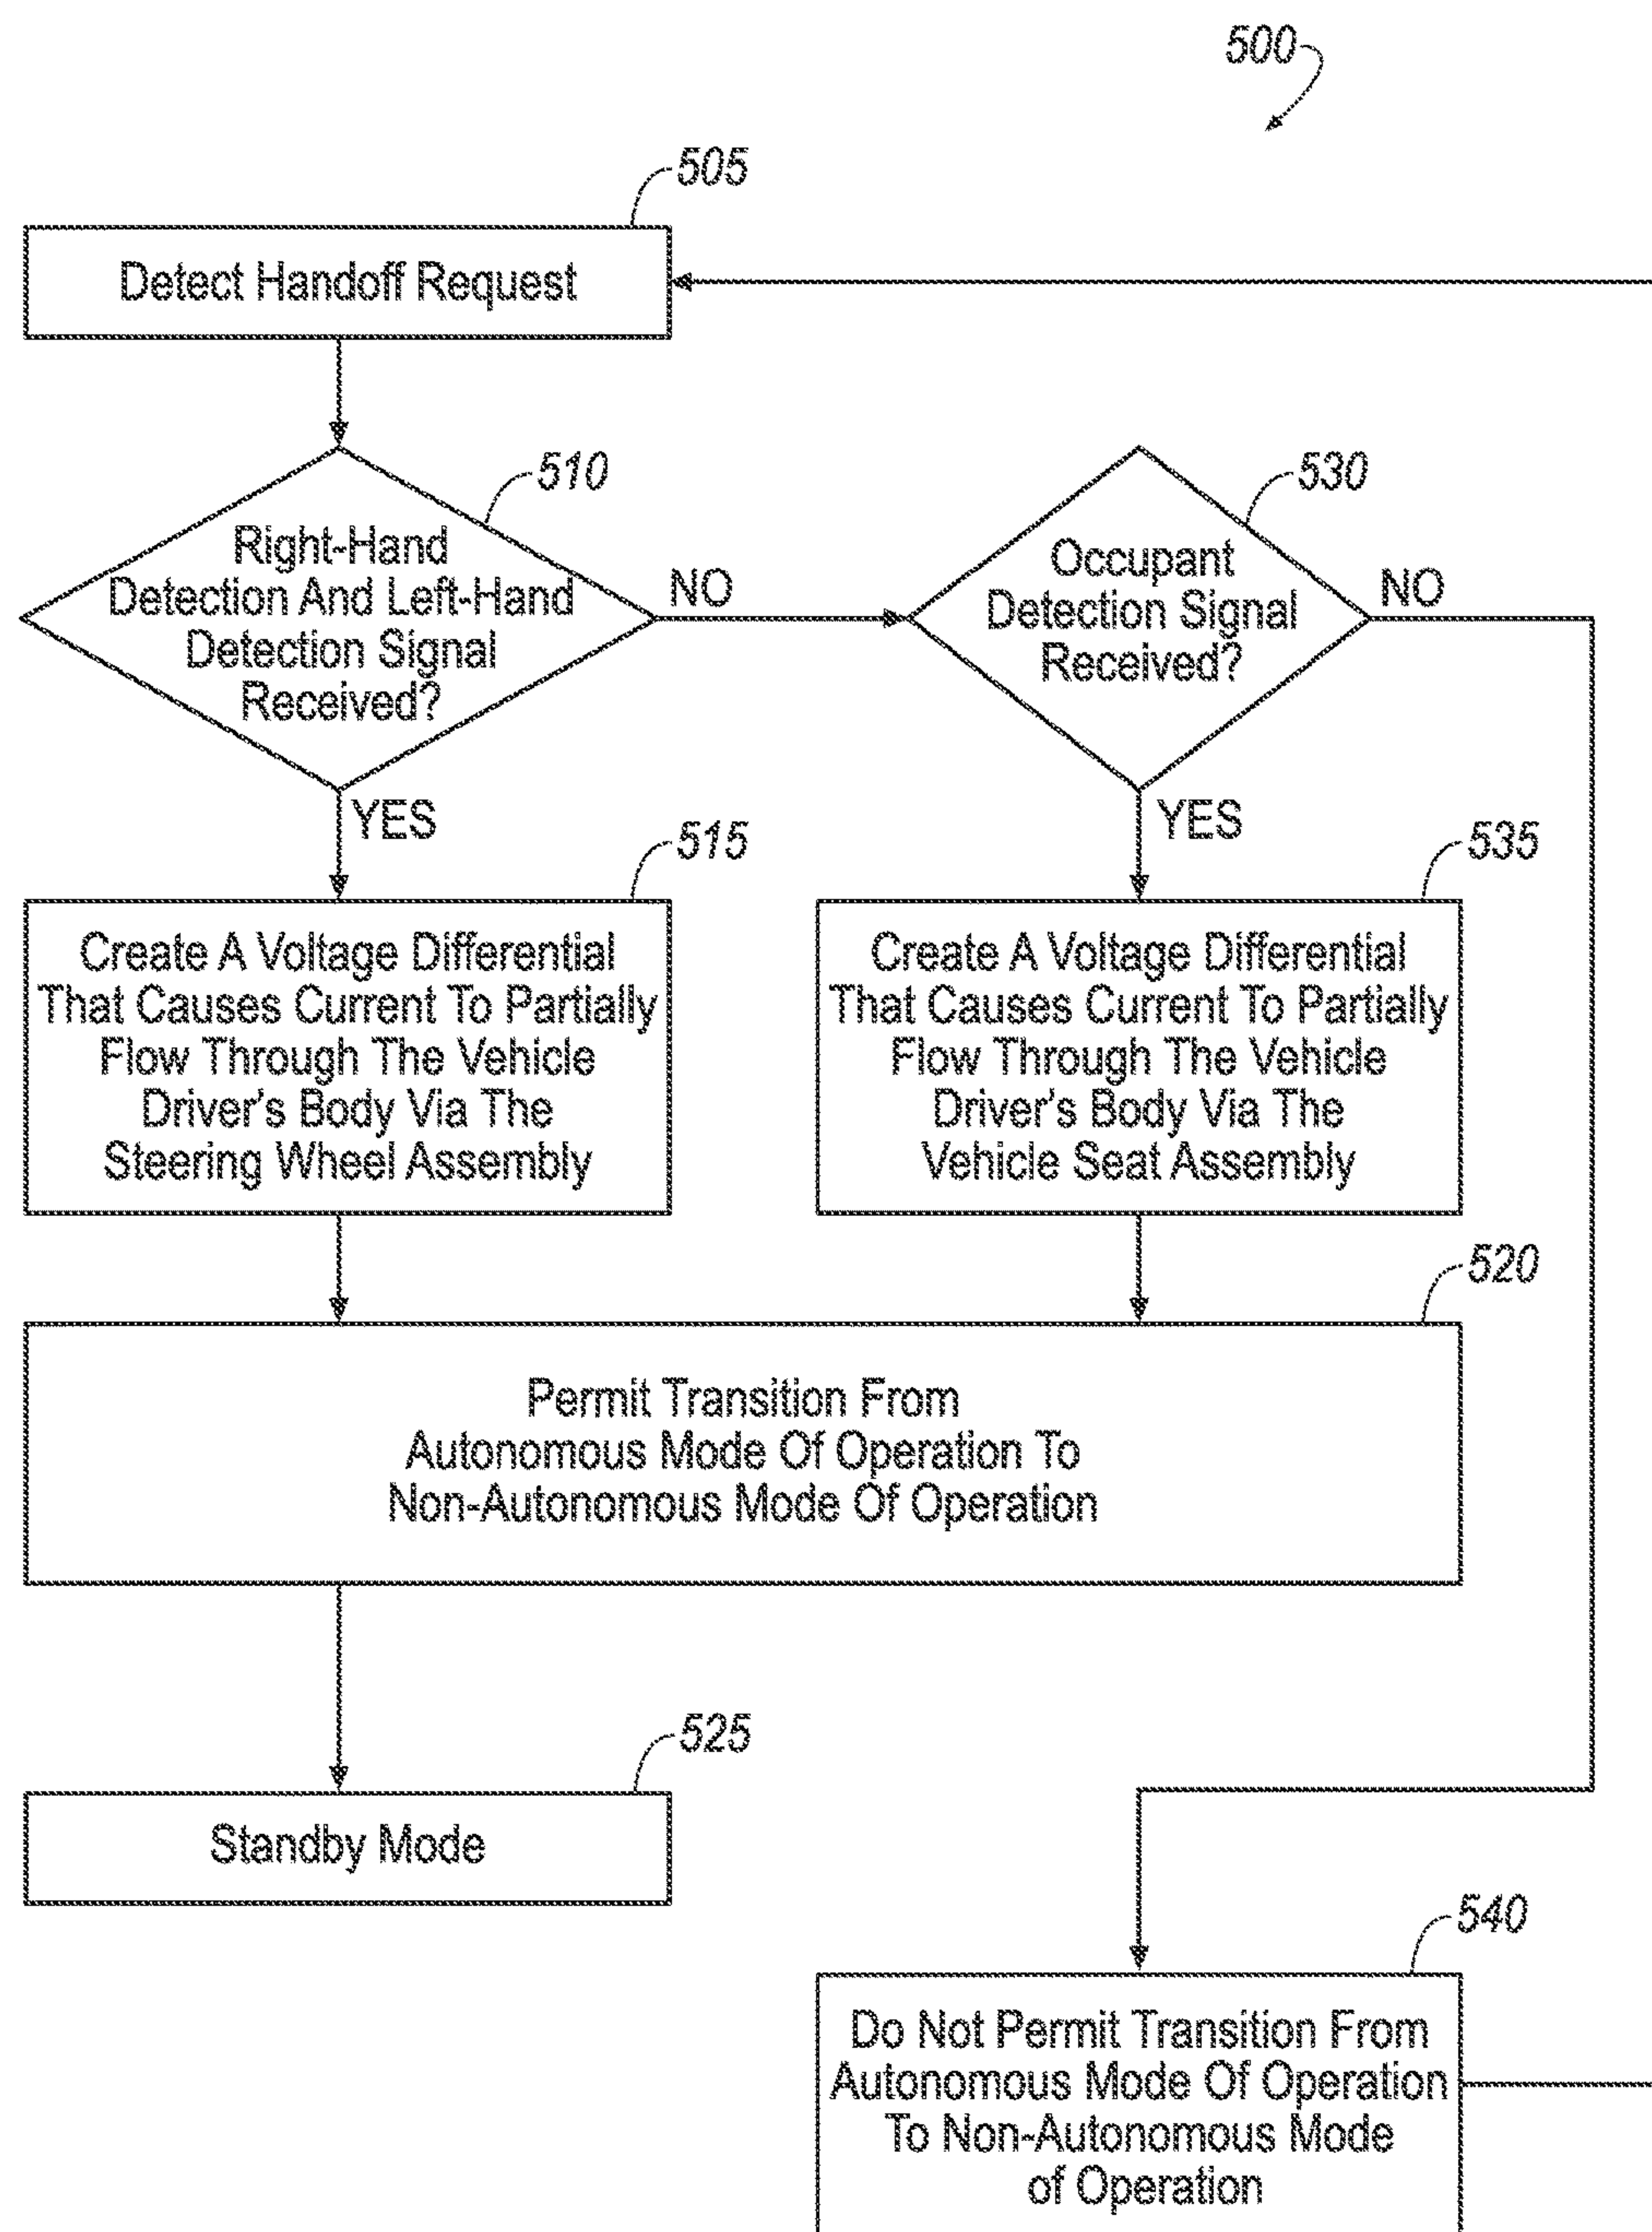 500
505
Detect Handoff Request
510
Right-Hand
Detection And Left-Hand
Detection Signal
Received?
NO
530
Occupant
Detection Signal
Received?
NO
YES
YES
515
Create A Voltage Differential
That Causes Current To Partially
Flow Through The Vehicle
Driver's Body Via The
Steering Wheel Assembly
535
Create A Voltage Differential
That Causes Current To Partially
Flow Through The Vehicle
Driver's Body Via The
Vehicle Seat Assembly
520
Permit Transition From
Autonomous Mode Of Operation To
Non-Autonomous Mode Of Operation
525
Standby Mode
540
Do Not Permit Transition From
Autonomous Mode Of Operation
To Non-Autonomous Mode
of Operation